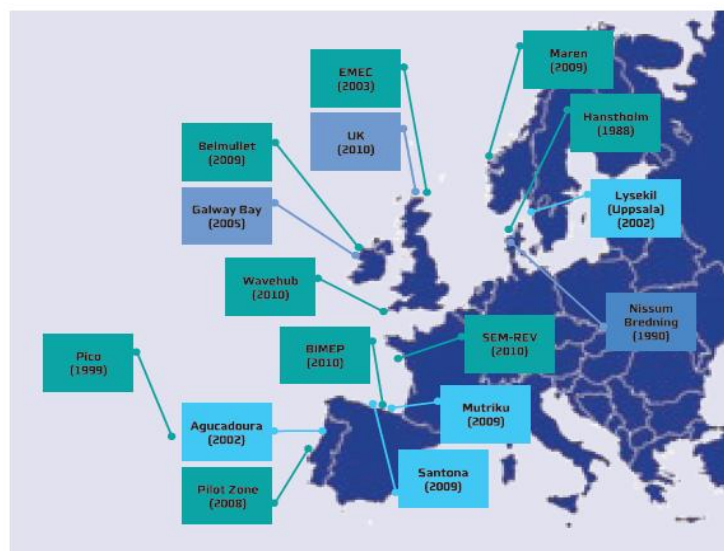 EMEC
(2003)
Maren
(2009)
UK
(2010)
Hanstholm
(1988)
Belmullet
(2009)
Galway Bay
(2005)
Lysekil
(Uppsala)
(2002)
Wavehub
(2010)
Nissum
Bredning
(1990)
BIMEP
(2010)
SEM-REV
(2010)
Pico
(1999)
Agucadoura
(2002)
Mutriku
(2009)
Pilot Zone
(2008)
Santona
(2009)